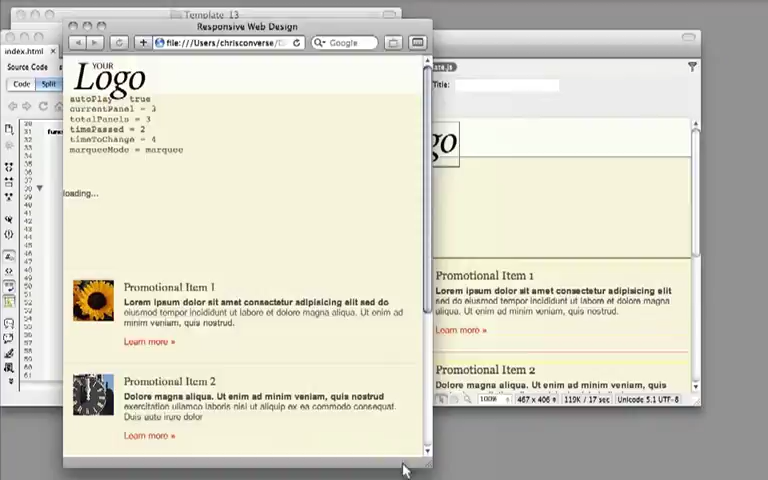 Template_13
Responsive Web Design
file:///Users/chrisconverse/
Google
index.html
Source Code
Code
Split
Title:
YOUR
Logo
autoPlay = true
currentPanel = 3
totalPanels = 3
timePassed = 2
timeToChange = 4
marqueeMode = marquee
loading...
Promotional Item 1
Lorem ipsum dolor sit amet consectetur adipisicing elit sed do
eiusmod tempor incididunt ut labore et dolore magna aliqua. Ut enim ad
minim veniam, quis nostrud.
Learn more »
Promotional Item 2
Dolore magna aliqua. Ut enim ad minim veniam, quis nostrud
exercitation ullamco laboris nisi ut aliquip ex ea commodo consequat.
Duis aute irure dolor
Learn more »
go
Promotional Item 1
Lorem ipsum dolor sit amet consectetur adipisicing elit,
sed do eiusmod tempor incididunt ut labore et dolore magna
aliqua. Ut enim ad minim veniam, quis nostrud.
Learn more »
Promotional Item 2
Dolore magna aliqua. Ut enim ad minim veniam, quis
100%
467 x 406
119K / 17 sec
Unicode 5.1 UTF-8